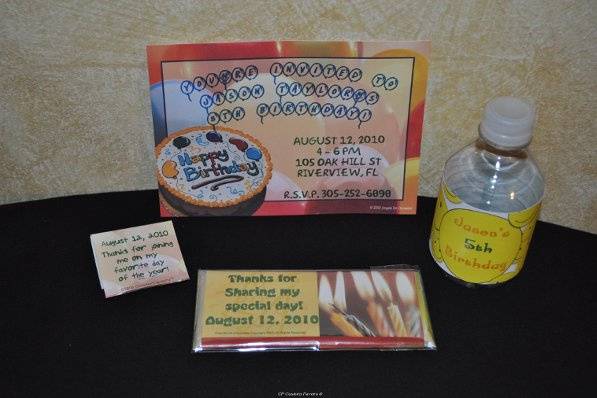 YOU'RE INVITED TO
JASON TAYLOR'S
5TH BIRTHDAY!
Happy
Birthday
AUGUST 12, 2010
4 - 6 PM
105 OAK HILL ST
RIVERVIEW, FL
R.S.V.P. 305-252-6898
August 12, 2010
Thanks for joining
me on my
favorite day
of the year!
Thanks for
Sharing my
special day!
August 12, 2010
Jason's
5th
Birthday